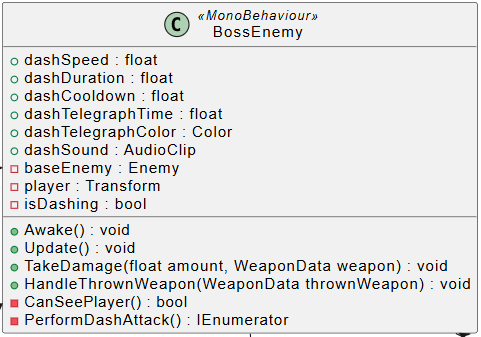 «MonoBehaviour»
C BossEnemy
dashSpeed : float
dashDuration : float
dashCooldown : float
dashTelegraphTime : float
dashTelegraphColor : Color
dashSound : AudioClip
baseEnemy : Enemy
player : Transform
isDashing : bool
Awake() : void
Update() : void
TakeDamage(float amount, WeaponData weapon) : void
HandleThrownWeapon(WeaponData thrownWeapon) : void
CanSeePlayer() : bool
PerformDashAttack() : IEnumerator